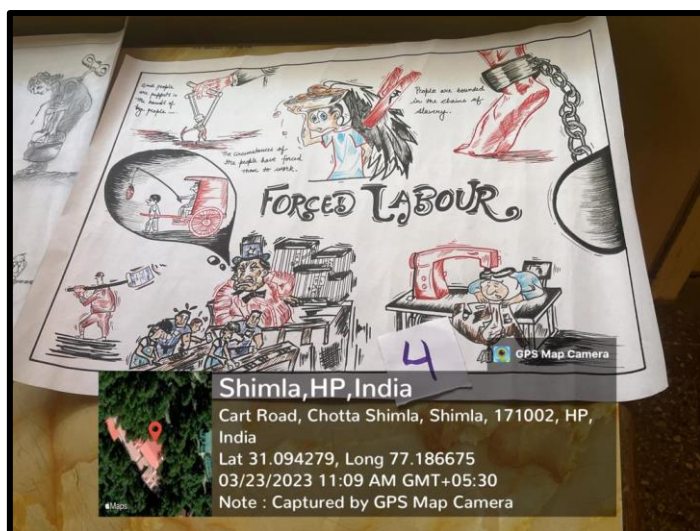 Small people
are puppets in
the hands of
big people
People are bounded
in the chains of
slavery..
The circumstances of
the people have forced
them to work.
FORCED LABOUR
4
GPS Map Camera
Shimla,HP,India
Cart Road, Chotta Shimla, Shimla, 171002, HP,
India
Lat 31.094279, Long 77.186675
03/23/2023 11:09 AM GMT+05:30
Note : Captured by GPS Map Camera
Maps